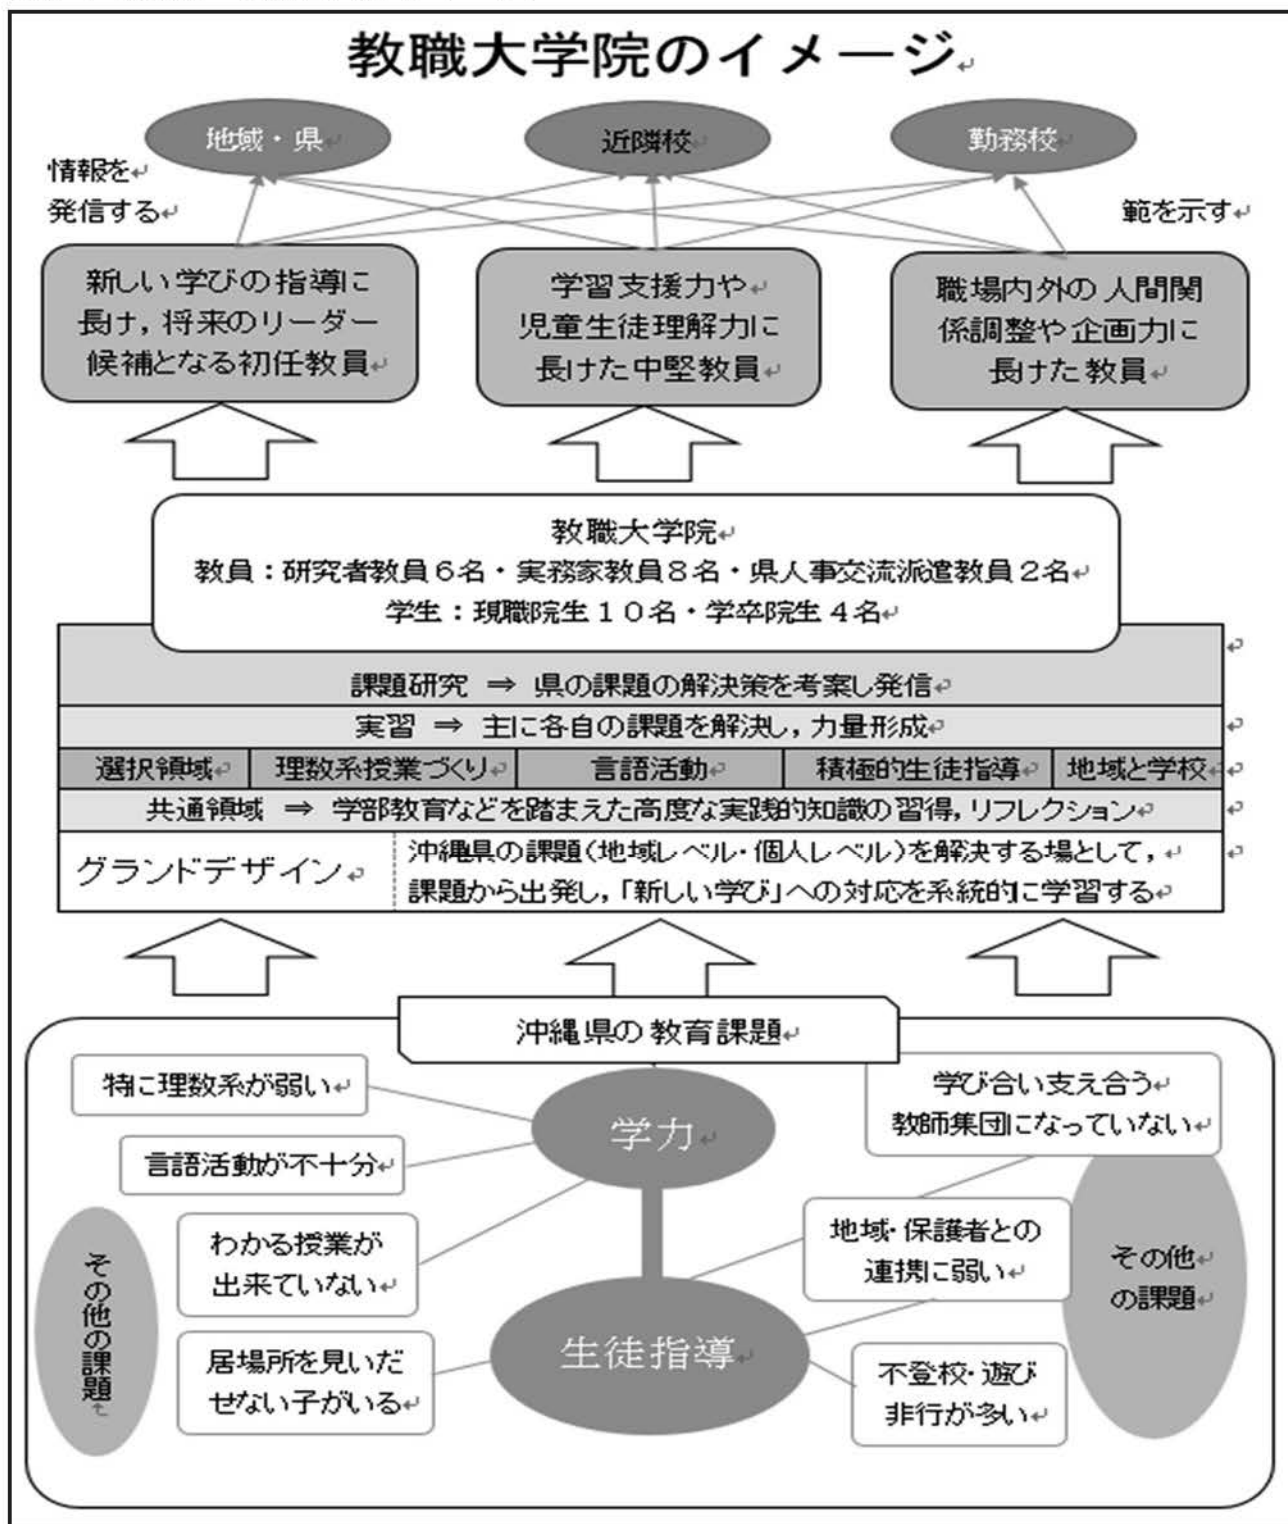 教職大学院のイメージ
地域・県
近隣校
勤務校
情報を
発信する
範を示す
新しい学びの指導に
長け，将来のリーダー
候補となる初任教員
学習支援力や
児童生徒理解力に
長けた中堅教員
職場内外の人間関
係調整や企画力に
長けた教員
教職大学院
教員：研究者教員６名・実務家教員８名・県人事交流派遣教員２名
学生：現職院生１０名・学卒院生４名
課題研究 ⇒ 県の課題の解決策を考案し発信
実習 ⇒ 主に各自の課題を解決し，力量形成
選択領域 理数系授業づくり 言語活動 積極的生徒指導 地域と学校
共通領域 ⇒ 学部教育などを踏まえた高度な実践的知識の習得，リフレクション
グランドデザイン
沖縄県の課題（地域レベル・個人レベル）を解決する場として，
課題から出発し，「新しい学び」への対応を系統的に学習する
沖縄県の教育課題
特に理数系が弱い
学び合い支え合う
教師集団になっていない
学力
言語活動が不十分
わかる授業が
出来ていない
地域・保護者との
連携に弱い
その他の課題
その他
の課題
居場所を見いだ
せない子がいる
生徒指導
不登校・遊び
非行が多い